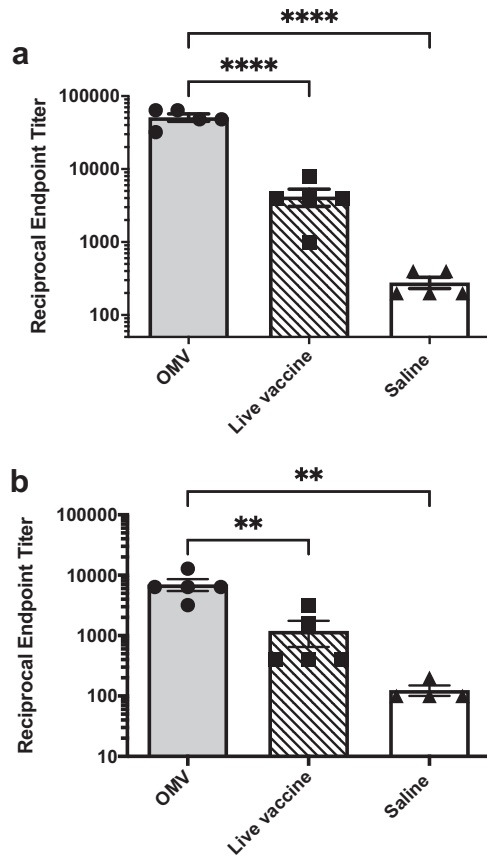 a
****
****
Reciprocal Endpoint Titer
100000
10000
1000
100
OMV
Live vaccine
Saline
b
**
**
Reciprocal Endpoint Titer
100000
10000
1000
100
10
OMV
Live vaccine
Saline